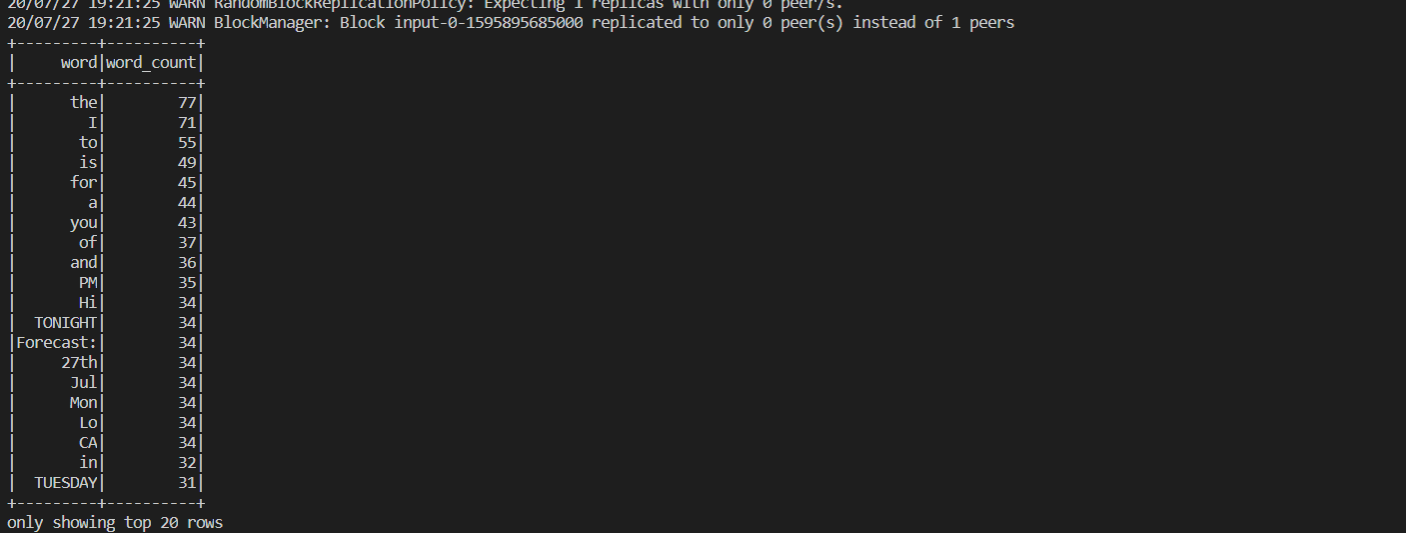 20/07/27 19:21:25 WARN RandomBlockReplicationPolicy: Expecting 1 replicas with only 0 peer/s.
20/07/27 19:21:25 WARN BlockManager: Block input-0-1595895685000 replicated to only 0 peer(s) instead of 1 peers
+---------+----------+
|     word|word_count|
+---------+----------+
|      the|        77|
|        I|        71|
|       to|        55|
|       is|        49|
|      for|        45|
|        a|        44|
|      you|        43|
|       of|        37|
|      and|        36|
|       PM|        35|
|       Hi|        34|
|  TONIGHT|        34|
|Forecast:|        34|
|     27th|        34|
|      Jul|        34|
|      Mon|        34|
|       Lo|        34|
|       CA|        34|
|       in|        32|
|  TUESDAY|        31|
+---------+----------+
only showing top 20 rows